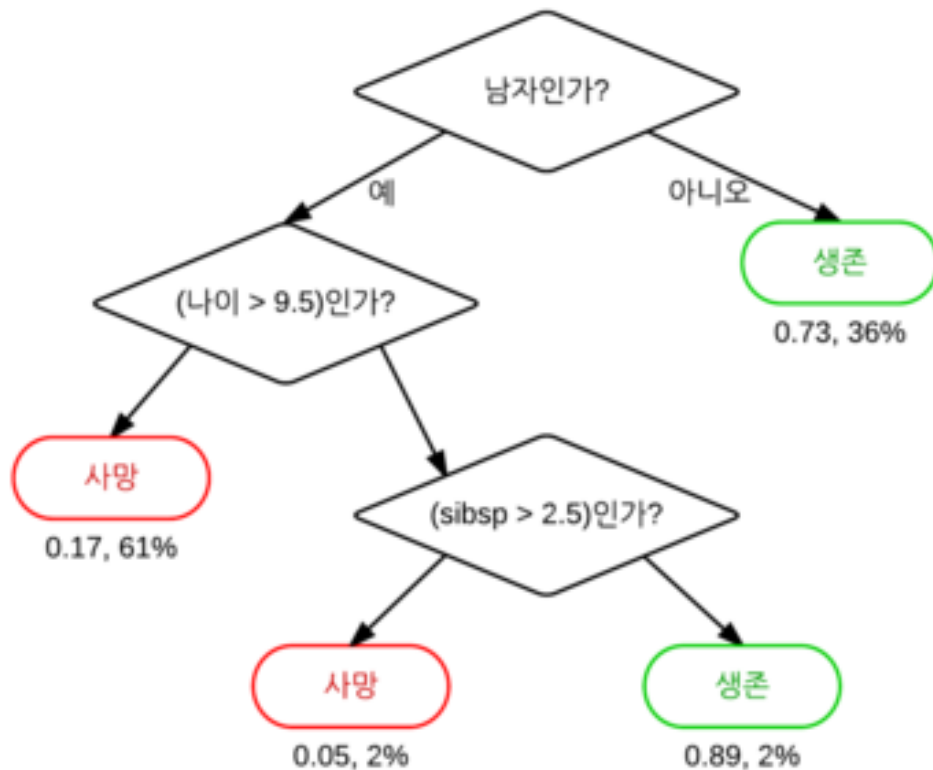 남자인가?
예
아니오
생존
0.73, 36%
(나이 > 9.5)인가?
사망
0.17, 61%
(sibsp > 2.5)인가?
사망
0.05, 2%
생존
0.89, 2%